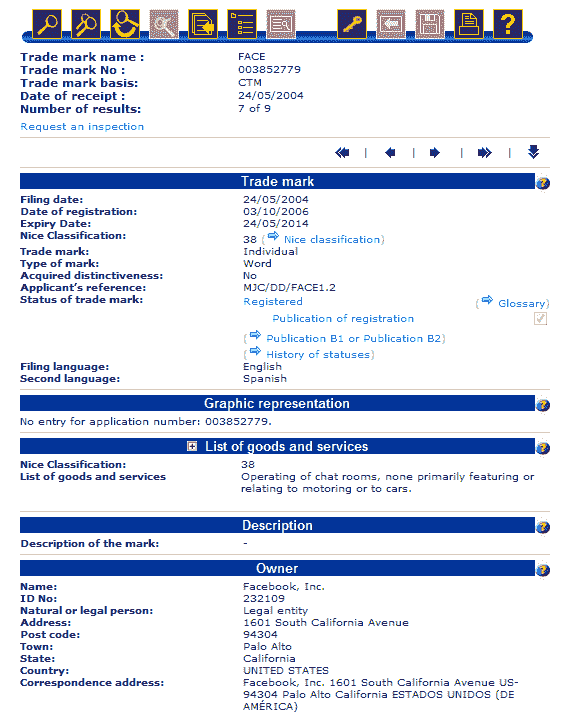 Trade mark name : FACE
Trade mark No : 003852779
Trade mark basis: CTM
Date of receipt : 24/05/2004
Number of results: 7 of 9
Request an inspection
Trade mark
Filing date: 24/05/2004
Date of registration: 03/10/2006
Expiry Date: 24/05/2014
Nice Classification: 38 { Nice classification}
Trade mark: Individual
Type of mark: Word
Acquired distinctiveness: No
Applicant's reference: MJC/DD/FACE1.2
Status of trade mark: Registered { Glossary}
Publication of registration
{ Publication B1 or Publication B2}
{ History of statuses}
Filing language: English
Second language: Spanish
Graphic representation
No entry for application number: 003852779.
List of goods and services
Nice Classification: 38
List of goods and services Operating of chat rooms, none primarily featuring or
relating to motoring or to cars.
Description
Description of the mark: -
Owner
Name: Facebook, Inc.
ID No: 232109
Natural or legal person: Legal entity
Address: 1601 South California Avenue
Post code: 94304
Town: Palo Alto
State: California
Country: UNITED STATES
Correspondence address: Facebook, Inc. 1601 South California Avenue US-
94304 Palo Alto California ESTADOS UNIDOS (DE
AMÉRICA)